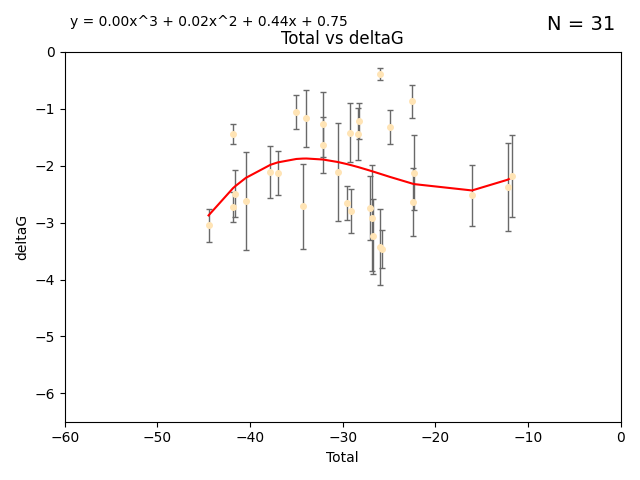 y = 0.00x^3 + 0.02x^2 + 0.44x + 0.75
N = 31
Total vs deltaG
0
−1
−2
−3
−4
−5
−6
deltaG
−60 −50 −40 −30 −20 −10 0
Total